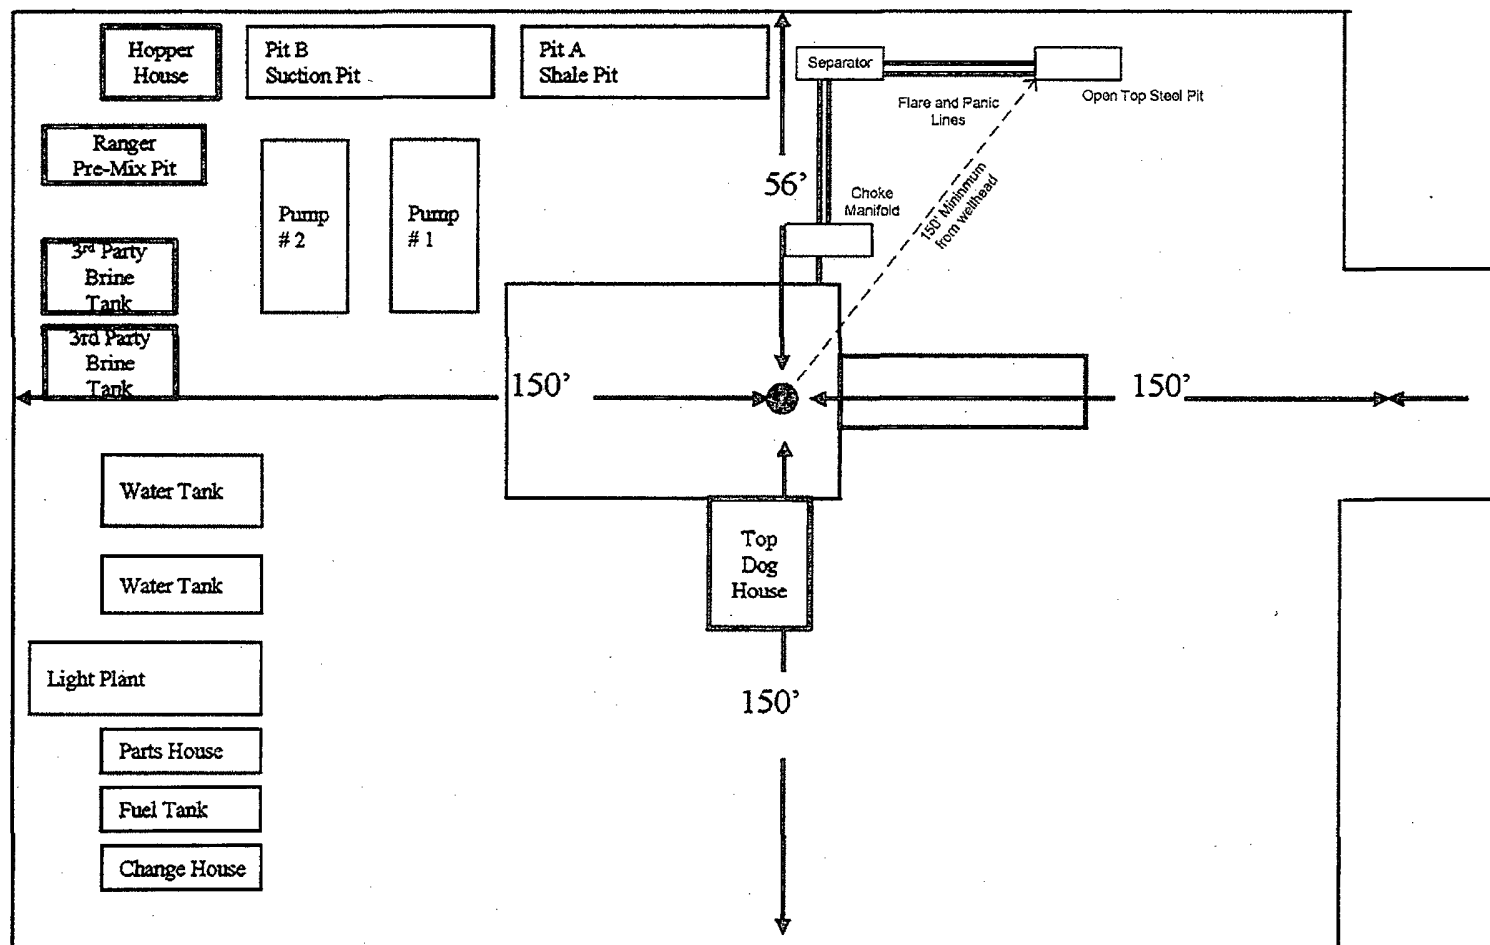 Hopper
House
Pit B
Suction Pit
Pit A
Shale Pit
Separator
Open Top Steel Pit
Flare and Panic
Lines
Ranger
Pre-Mix Pit
Pump
# 2
Pump
# 1
56’
Choke
Manifold
150’ Minimum
from wellhead
3rd Party
Brine
Tank
3rd Party
Brine
Tank
150’
150’
Water Tank
Water Tank
Top
Dog
House
Light Plant
150’
Parts House
Fuel Tank
Change House